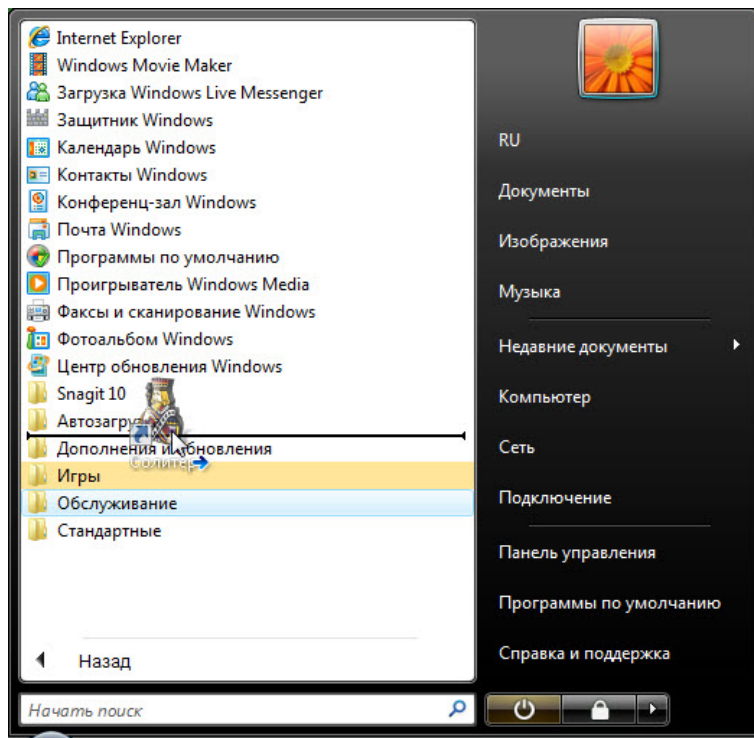 Internet Explorer
Windows Movie Maker
Загрузка Windows Live Messenger
Защитник Windows
Календарь Windows
Контакты Windows
Конференц-зал Windows
Почта Windows
Программы по умолчанию
Проигрыватель Windows Media
Факсы и сканирование Windows
Фотоальбом Windows
Центр обновления Windows
Snagit 10
Автозагруз
Дополнения и обновления
Солитер
Игры
Обслуживание
Стандартные
Назад
Начать поиск
RU
Документы
Изображения
Музыка
Недавние документы
Компьютер
Сеть
Подключение
Панель управления
Программы по умолчанию
Справка и поддержка